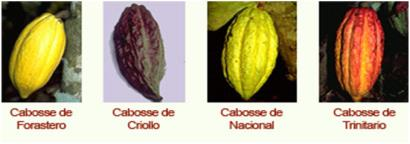 Cabosse de
Forastero
Cabosse de
Criollo
Cabosse de
Nacional
Cabosse de
Trinitario